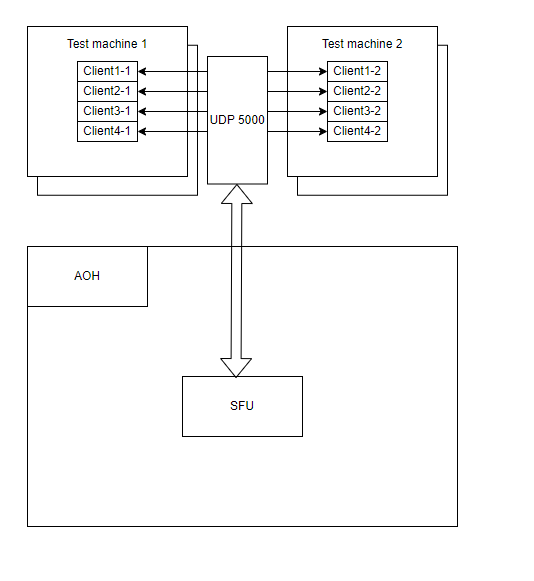 Test machine 1
Client1-1
Client2-1
Client3-1
Client4-1
UDP 5000
Test machine 2
Client1-2
Client2-2
Client3-2
Client4-2
AOH
SFU